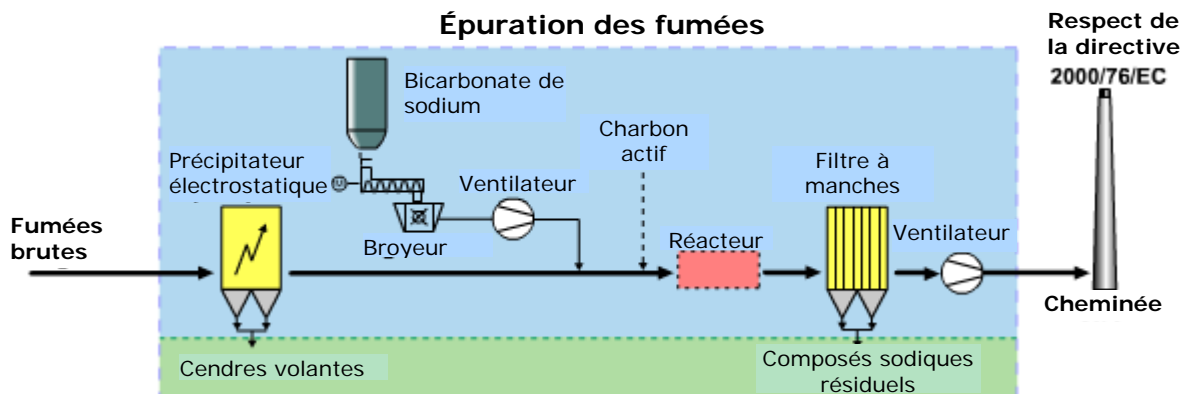 Épuration des fumées
Respect de
la directive
2000/76/EC
Bicarbonate de
sodium
Charbon
actif
Précipitateur
électrostatique
Ventilateur
Filtre à
manches
Fumées
brutes
Broyeur
Réacteur
Ventilateur
Cheminée
Cendres volantes
Composés sodiques
résiduels